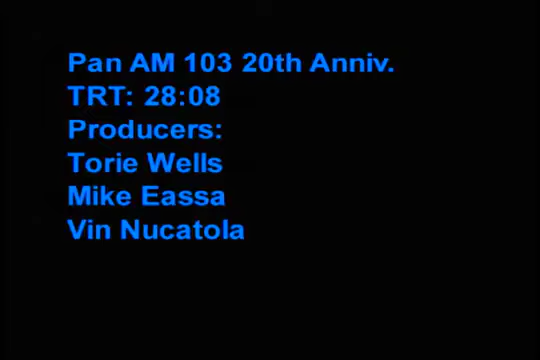 Pan AM 103 20th Anniv.
TRT: 28:08
Producers:
Torie Wells
Mike Eassa
Vin Nucatola